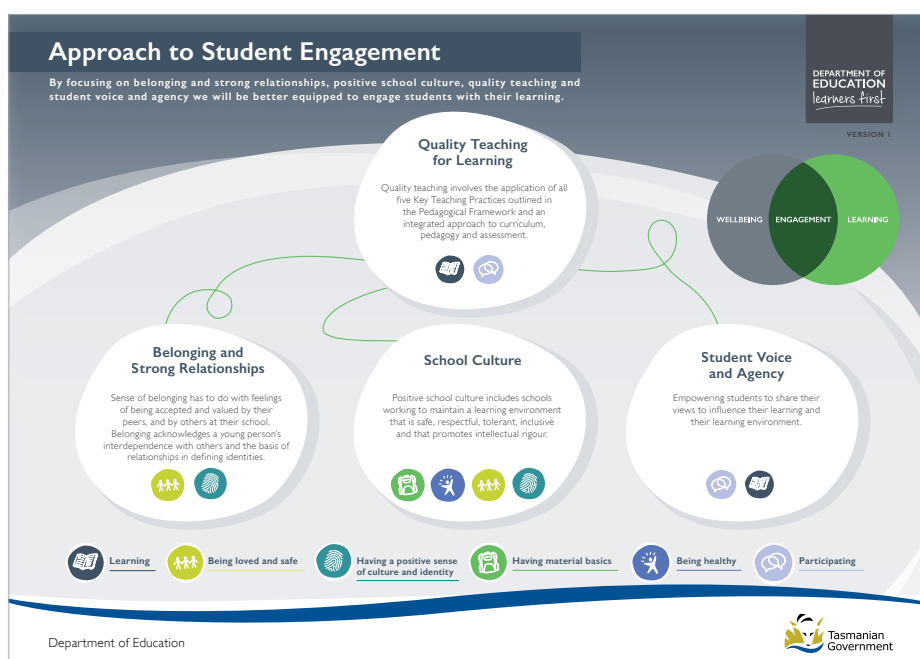 Approach to Student Engagement
By focusing on belonging and strong relationships, positive school culture, quality teaching and
student voice and agency we will be better equipped to engage students with their learning.
DEPARTMENT OF
EDUCATION
learners first
VERSION 1
Quality Teaching
for Learning
Quality teaching involves the application of all
five Key Teaching Practices outlined in
the Pedagogical Framework and an
integrated approach to curriculum,
pedagogy and assessment.
WELLBEING
ENGAGEMENT
LEARNING
Belonging and
Strong Relationships
Sense of belonging has to do with feelings
of being accepted and valued by their
peers, and by others at their school.
Belonging acknowledges a young person's
interdependence with others and the basis of
relationships in defining identities.
School Culture
Positive school culture includes schools
working to maintain a learning environment
that is safe, respectful, tolerant, inclusive
and that promotes intellectual rigour.
Student Voice
and Agency
Empowering students to share their
views to influence their learning and
their learning environment.
Learning
Being loved and safe
Having a positive sense
of culture and identity
Having material basics
Being healthy
Participating
Department of Education
Tasmanian
Government